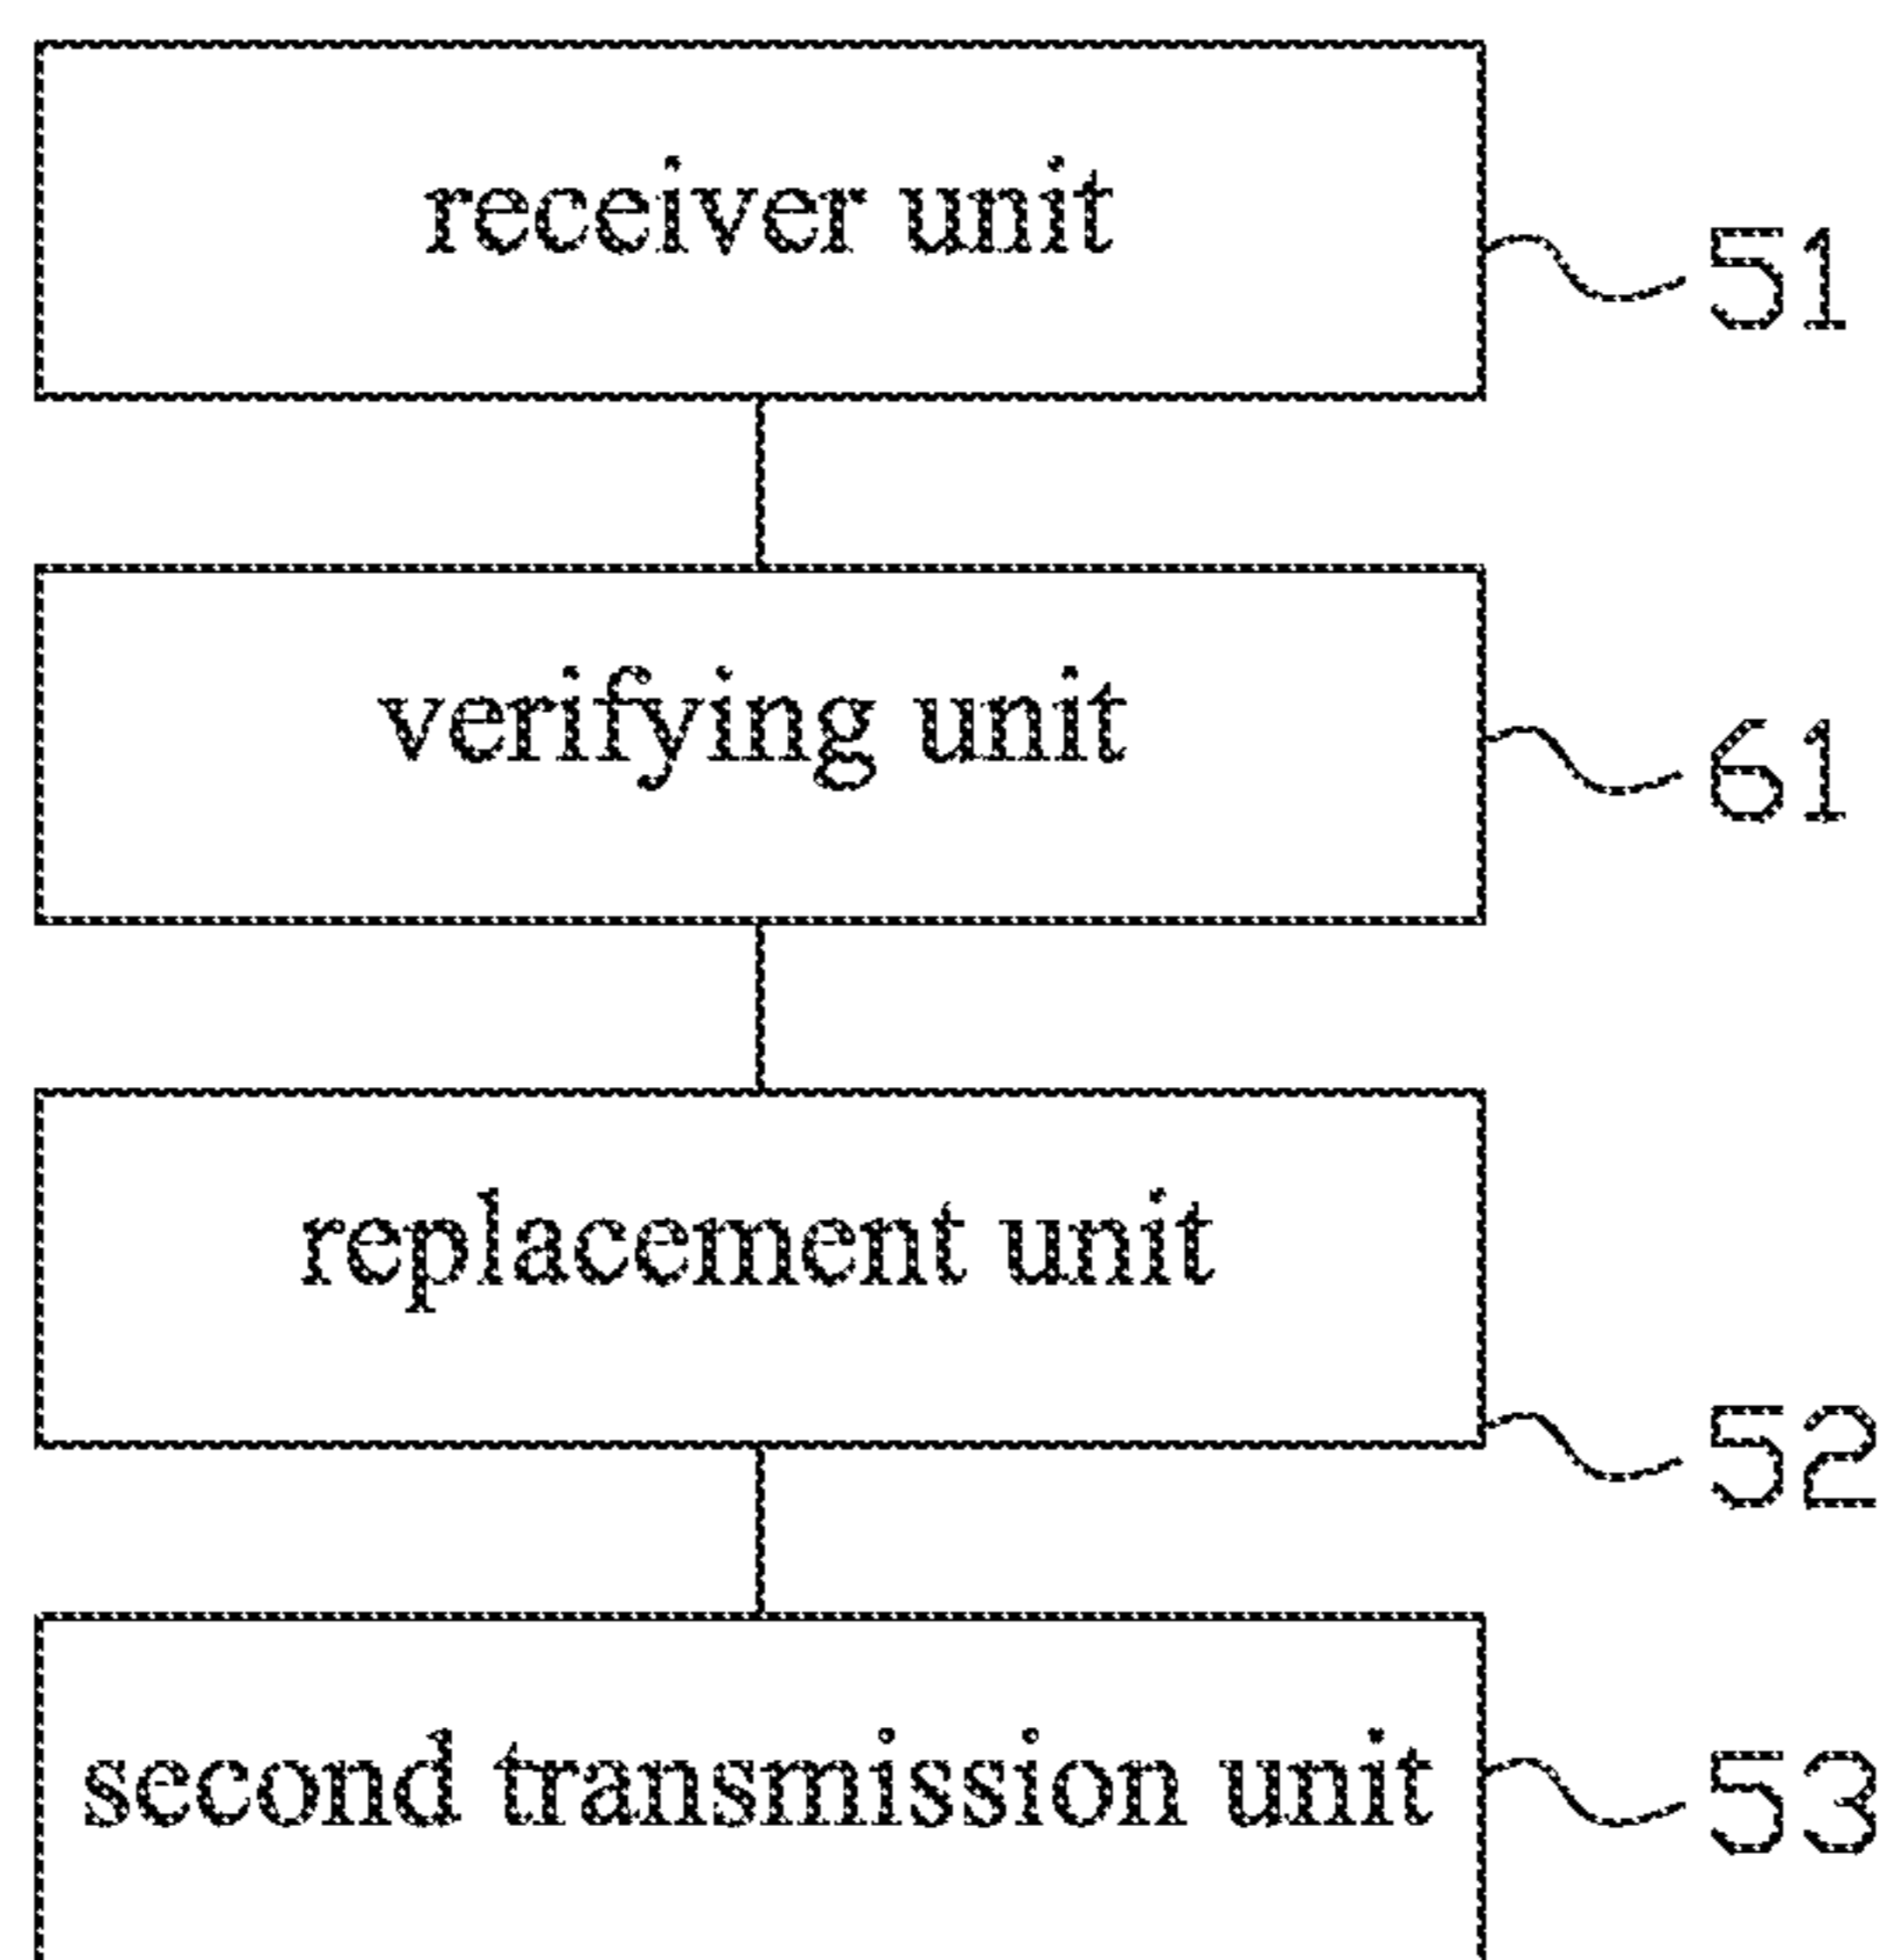 receiver unit
51
verifying unit
61
replacement unit
52
second transmission unit
53